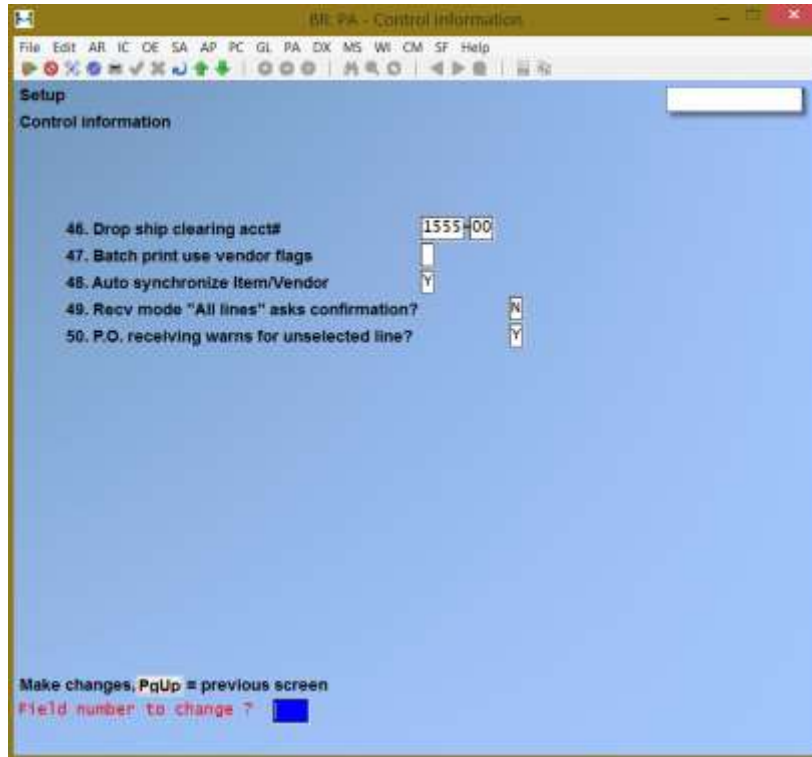 BR: PA - Control information
File Edit AR IC OE SA AP PC GL PA DX MS WI CM SF Help
Setup
Control information
46. Drop ship clearing acct# 1555-00
47. Batch print use vendor flags
48. Auto synchronize Item/Vendor Y
49. Recv mode "All lines" asks confirmation? N
50. P.O. receiving warns for unselected line? Y
Make changes, PgUp = previous screen
Field number to change ?